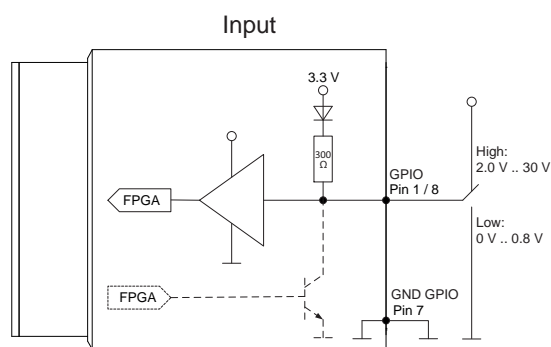 Input
3.3 V
300
Ω
GPIO
Pin 1 / 8
High:
2.0 V .. 30 V
FPGA
Low:
0 V .. 0.8 V
FPGA
GND GPIO
Pin 7